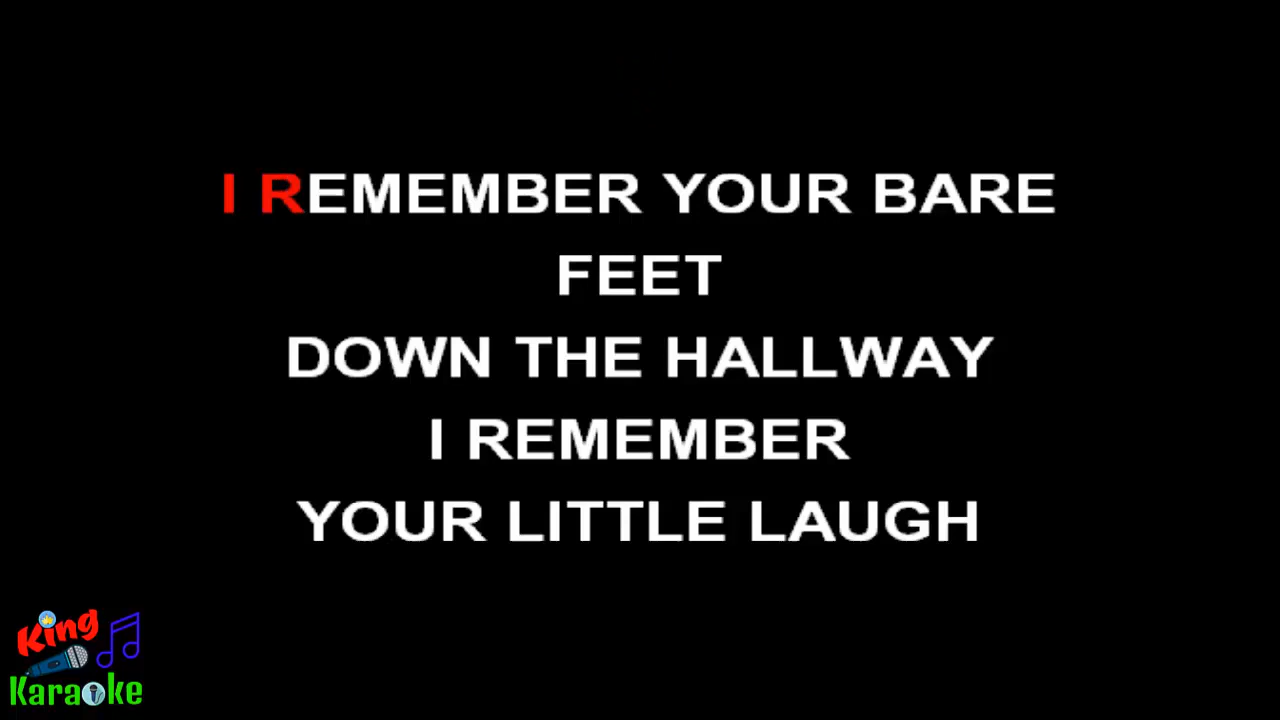 I REMEMBER YOUR BARE
FEET
DOWN THE HALLWAY
I REMEMBER
YOUR LITTLE LAUGH
King
Karaoke